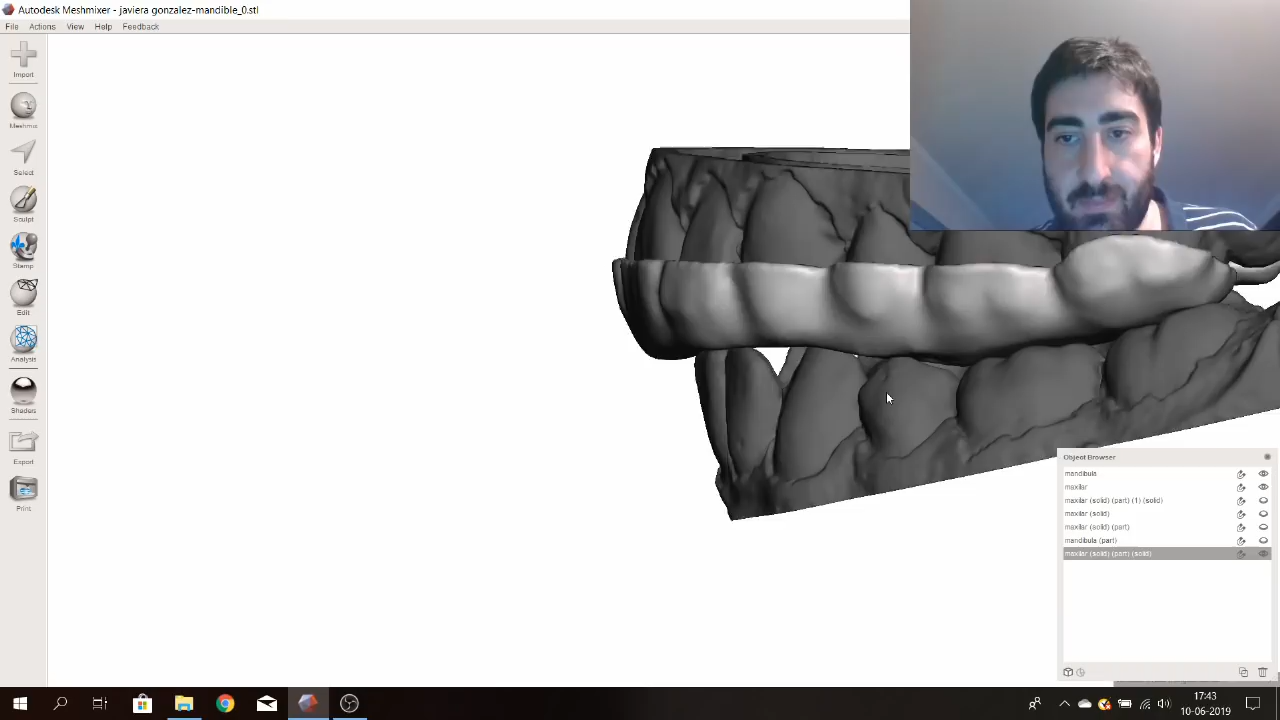 Autodesk Meshmixer - javiera gonzalez-mandible_0.stl
File Actions View Help Feedback
Import
Meshmix
Select
Sculpt
Stamp
Edit
Analysis
Shaders
Export
Print
Object Browser
mandibula
maxilar
maxilar (solid) (part) (1) (solid)
maxilar (solid)
maxilar (solid) (part)
mandibula (part)
maxilar (solid) (part) (solid)
17:43
10-06-2019